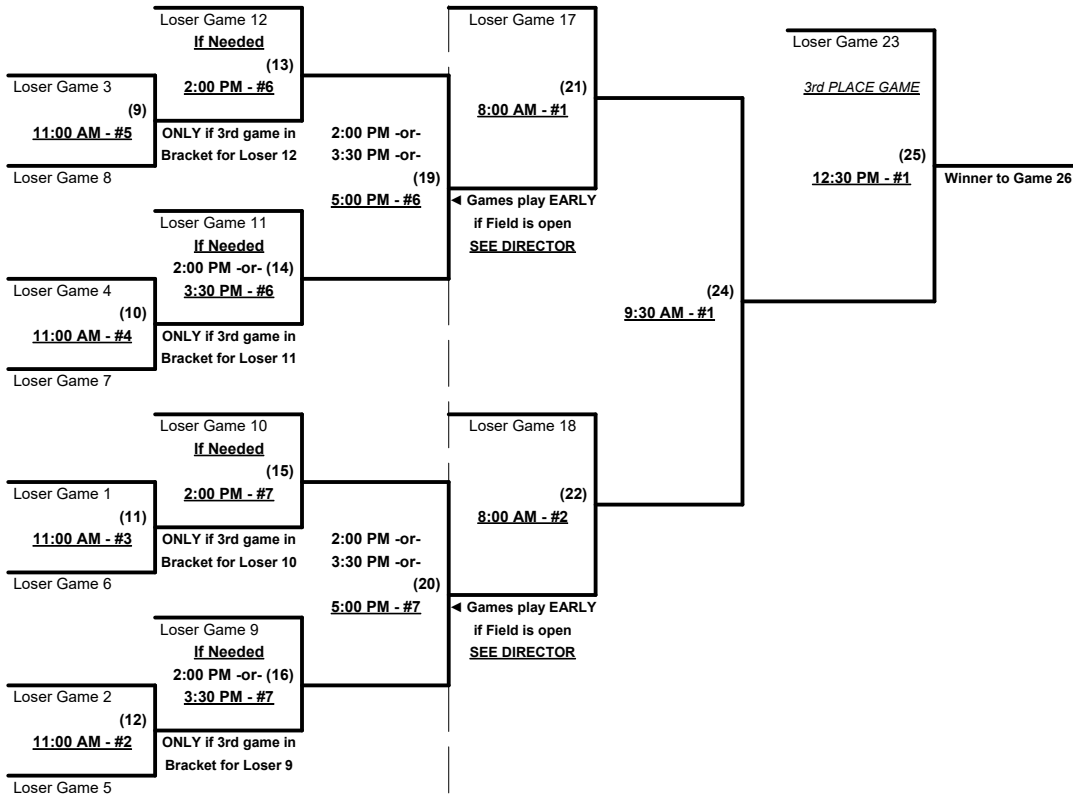 Loser Game 12
If Needed
(13)
2:00 PM - #6
Loser Game 3
(9)
11:00 AM - #5
ONLY if 3rd game in
Bracket for Loser 12
Loser Game 8
2:00 PM -or-
3:30 PM -or-
(19)
5:00 PM - #6
Loser Game 11
If Needed
2:00 PM -or- (14)
3:30 PM - #6
Loser Game 4
(10)
11:00 AM - #4
ONLY if 3rd game in
Bracket for Loser 11
Loser Game 7
Loser Game 17
(21)
8:00 AM - #1
◄ Games play EARLY
if Field is open
SEE DIRECTOR
Loser Game 10
If Needed
(15)
2:00 PM - #7
Loser Game 1
(11)
11:00 AM - #3
ONLY if 3rd game in
Bracket for Loser 10
Loser Game 6
2:00 PM -or-
3:30 PM -or-
(20)
5:00 PM - #7
Loser Game 9
If Needed
2:00 PM -or- (16)
3:30 PM - #7
Loser Game 2
(12)
11:00 AM - #2
ONLY if 3rd game in
Bracket for Loser 9
Loser Game 5
Loser Game 18
(22)
8:00 AM - #2
◄ Games play EARLY
if Field is open
SEE DIRECTOR
(24)
9:30 AM - #1
Loser Game 23
3rd PLACE GAME
(25)
12:30 PM - #1
Winner to Game 26